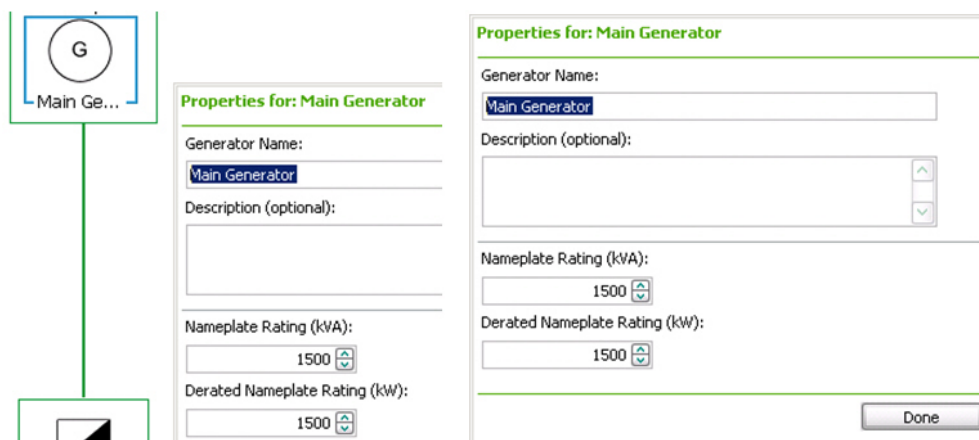 G
Main Ge...
Properties for: Main Generator
Generator Name:
Main Generator
Description (optional):
Nameplate Rating (kVA):
1500
Derated Nameplate Rating (kW):
1500
Properties for: Main Generator
Generator Name:
Main Generator
Description (optional):
Nameplate Rating (kVA):
1500
Derated Nameplate Rating (kW):
1500
Done